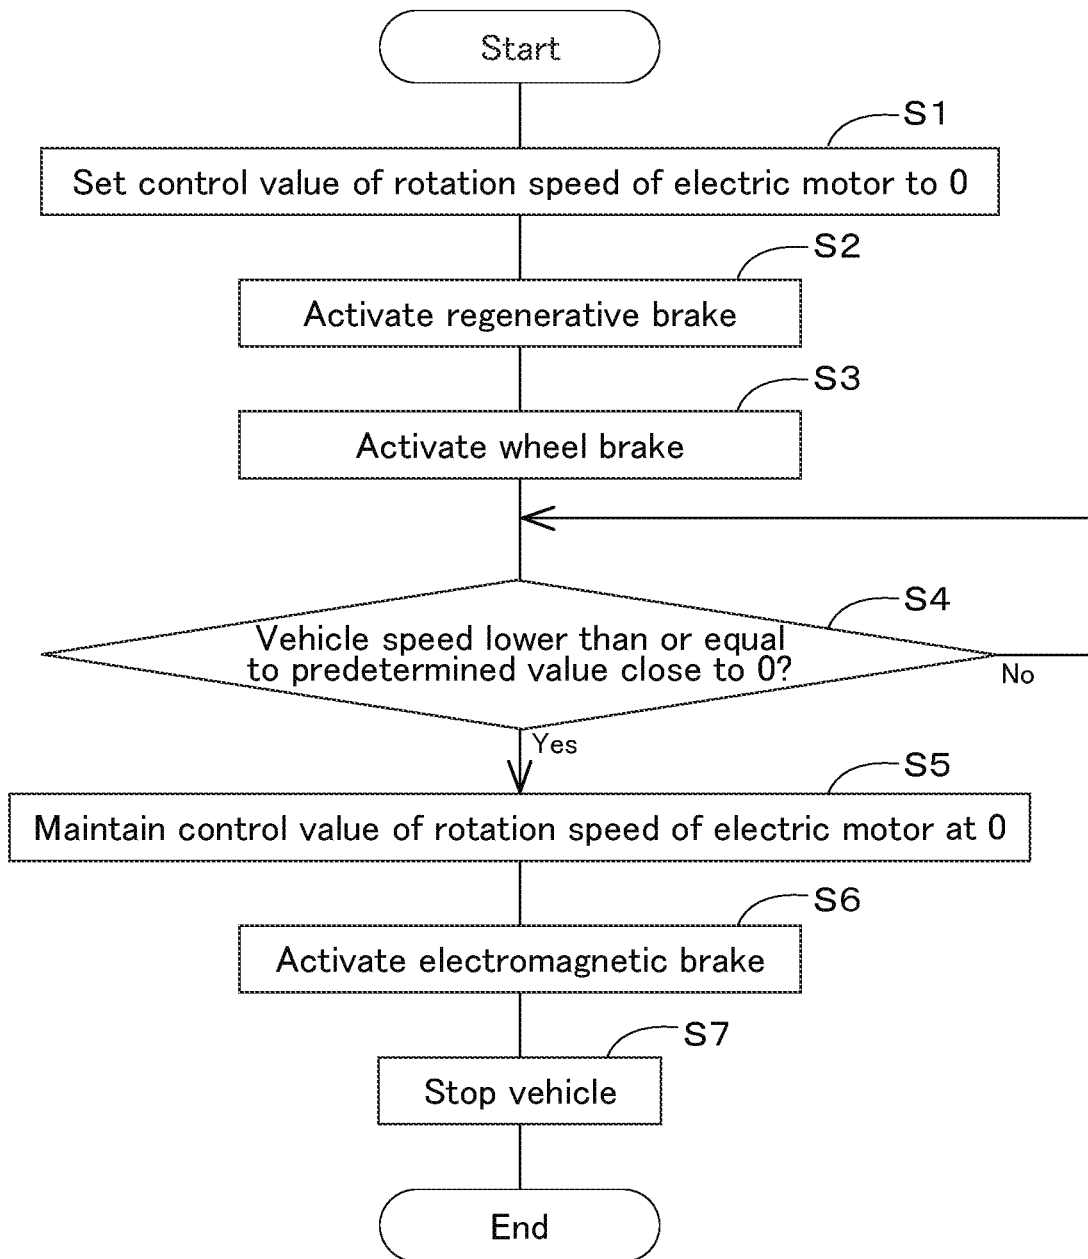 Start
S1
Set control value of rotation speed of electric motor to 0
S2
Activate regenerative brake
S3
Activate wheel brake
S4
Vehicle speed lower than or equal
to predetermined value close to 0?
No
Yes
S5
Maintain control value of rotation speed of electric motor at 0
S6
Activate electromagnetic brake
S7
Stop vehicle
End